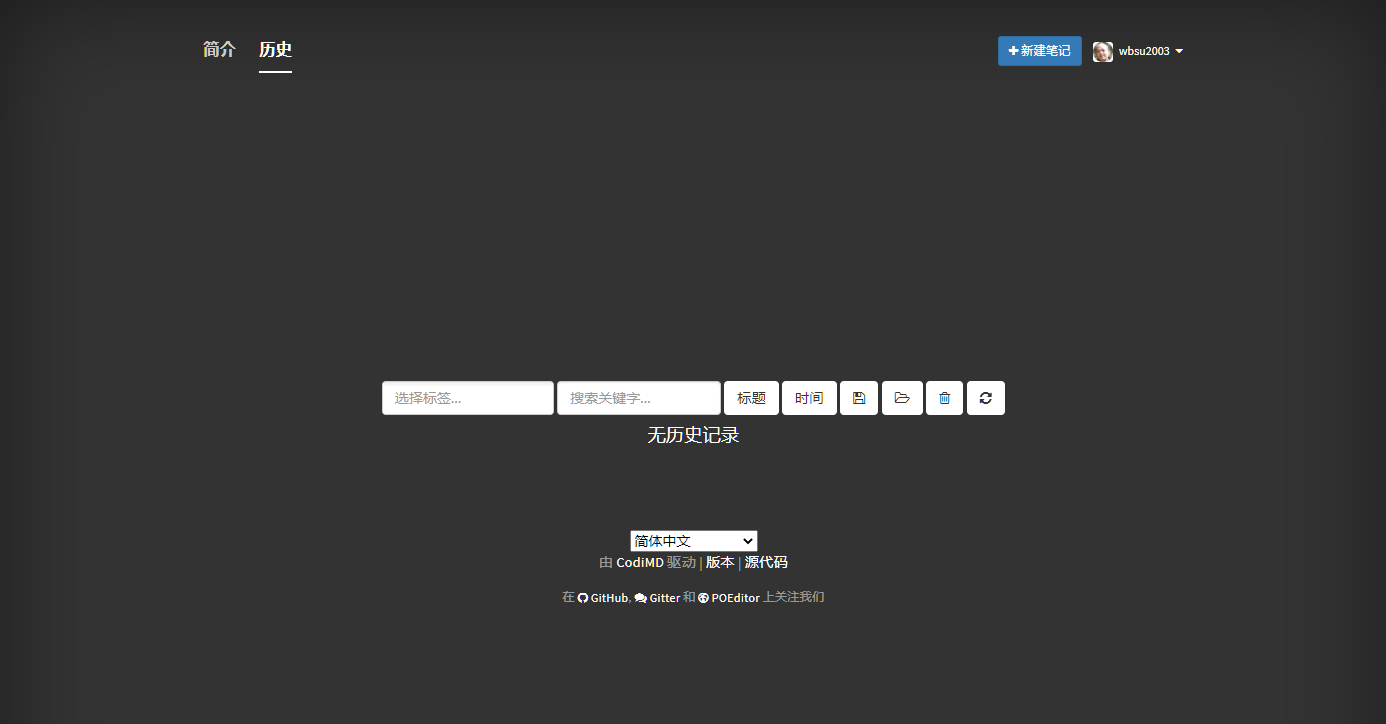 简介 历史 新建笔记 wbsu2003
选择标签... 搜索关键字... 标题 时间
无历史记录
简体中文
由 CodiMD 驱动 | 版本 | 源代码
在 GitHub, Gitter 和 POEditor 上关注我们